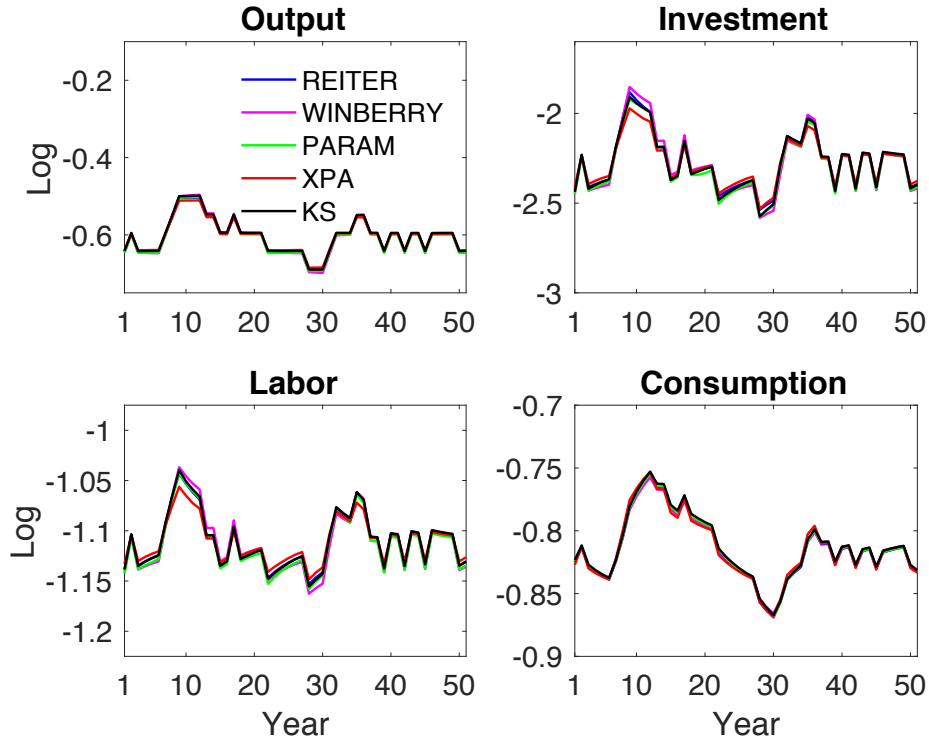 Output
Log
-0.2
-0.4
-0.6
REITER
WINBERRY
PARAM
XPA
KS
1 10 20 30 40 50
Investment
-2
-2.5
-3
1 10 20 30 40 50
Labor
Log
-1
-1.05
-1.1
-1.15
-1.2
1 10 20 30 40 50
Year
Consumption
-0.7
-0.75
-0.8
-0.85
-0.9
1 10 20 30 40 50
Year